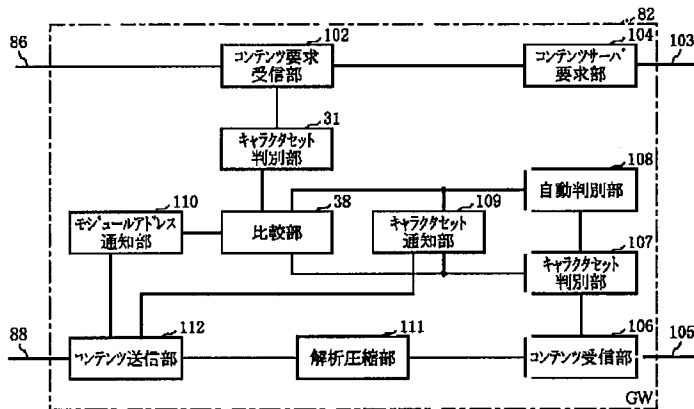 82
86
102
104
103
コンテンツ要求
受信部
コンテンツサーバ
要求部
31
キャラクタセット
判別部
108
自動判別部
110
38
109
モジュールアドレス
通知部
比較部
キャラクタセット
通知部
107
キャラクタセット
判別部
88
112
111
106
105
コンテンツ送信部
解析圧縮部
コンテンツ受信部
GW